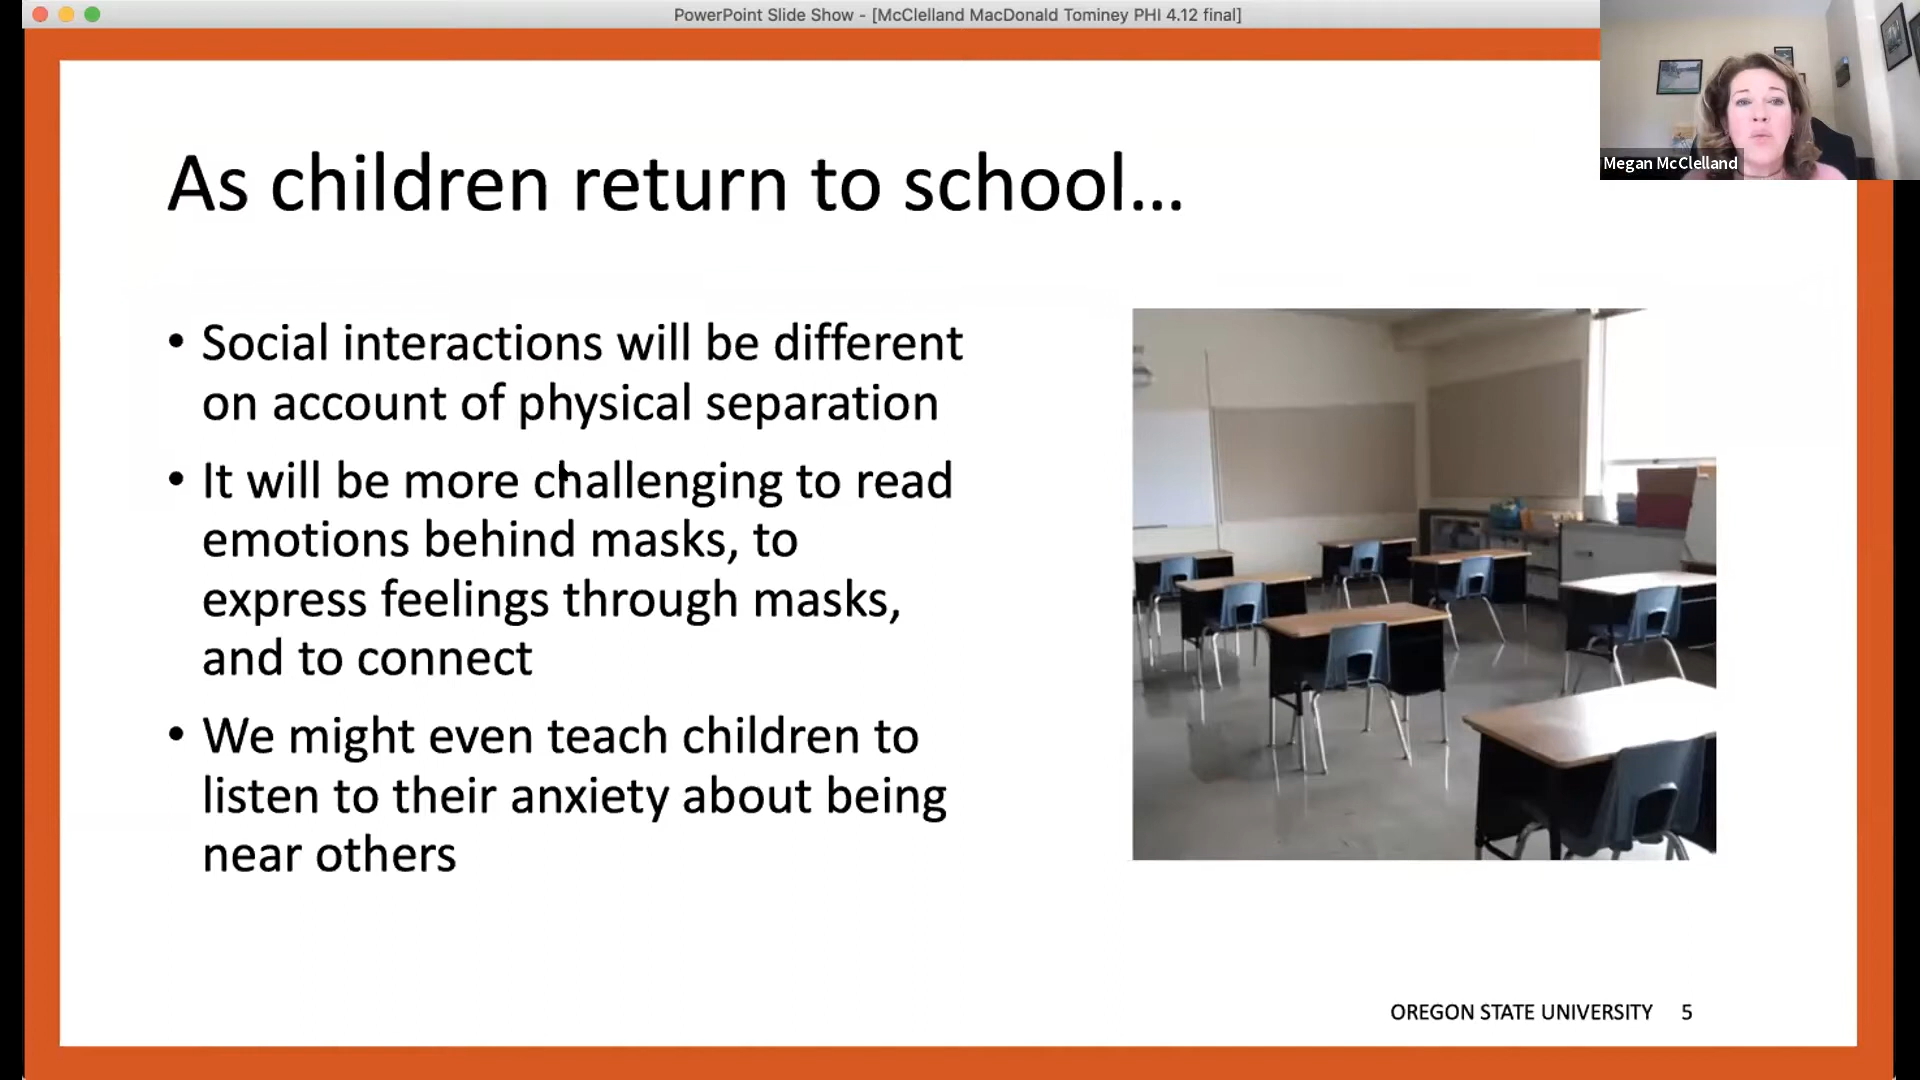 PowerPoint Slide Show - [McClelland MacDonald Tominey PHI 4.12 final]
Megan McClelland
As children return to school...
• Social interactions will be different
on account of physical separation
• It will be more challenging to read
emotions behind masks, to
express feelings through masks,
and to connect
• We might even teach children to
listen to their anxiety about being
near others
OREGON STATE UNIVERSITY 5